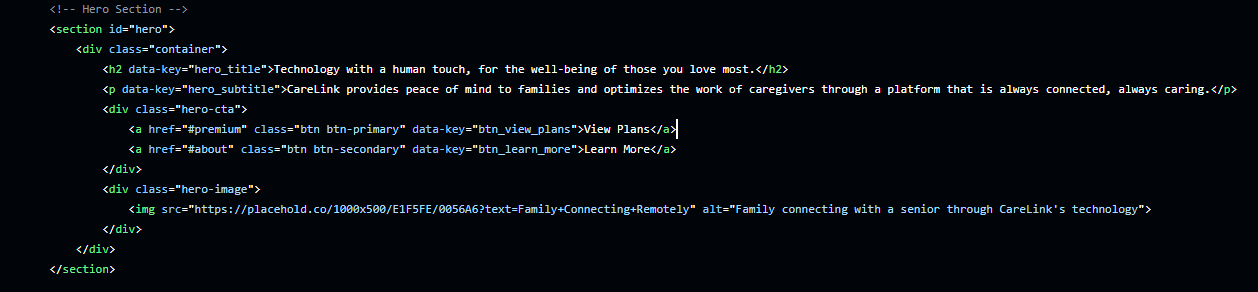 <!-- Hero Section -->
<section id="hero">
<div class="container">
<h2 data-key="hero_title">Technology with a human touch, for the well-being of those you love most.</h2>
<p data-key="hero_subtitle">CareLink provides peace of mind to families and optimizes the work of caregivers through a platform that is always connected, always caring.</p>
<div class="hero-cta">
<a href="#premium" class="btn btn-primary" data-key="btn_view_plans">View Plans</a>
<a href="#about" class="btn btn-secondary" data-key="btn_learn_more">Learn More</a>
</div>
<div class="hero-image">
<img src="https://placehold.co/1000x500/E1F5FE/0056A6?text=Family+Connecting+Remotely" alt="Family connecting with a senior through CareLink's technology">
</div>
</div>
</section>